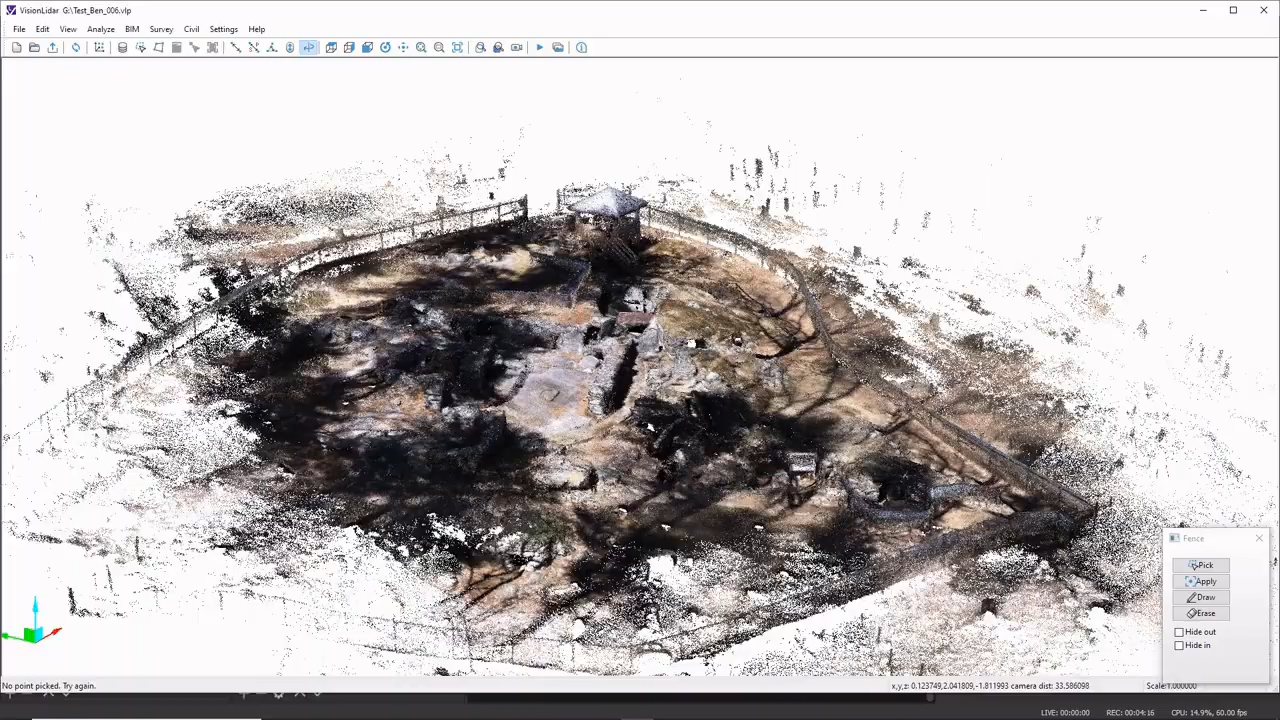 VisionLidar G:\Test_Ben_006.vlp
File Edit View Analyze BIM Survey Civil Settings Help
Fence
Pick
Apply
Draw
Erase
Hide out
Hide in
No point picked. Try again.
x,y,z: 0.123749,2.041809,-1.811993 camera dist: 33.586098
Scale:1.000000
LIVE: 00:00:00 REC: 00:04:16 CPU: 14.9%, 60.00 fps